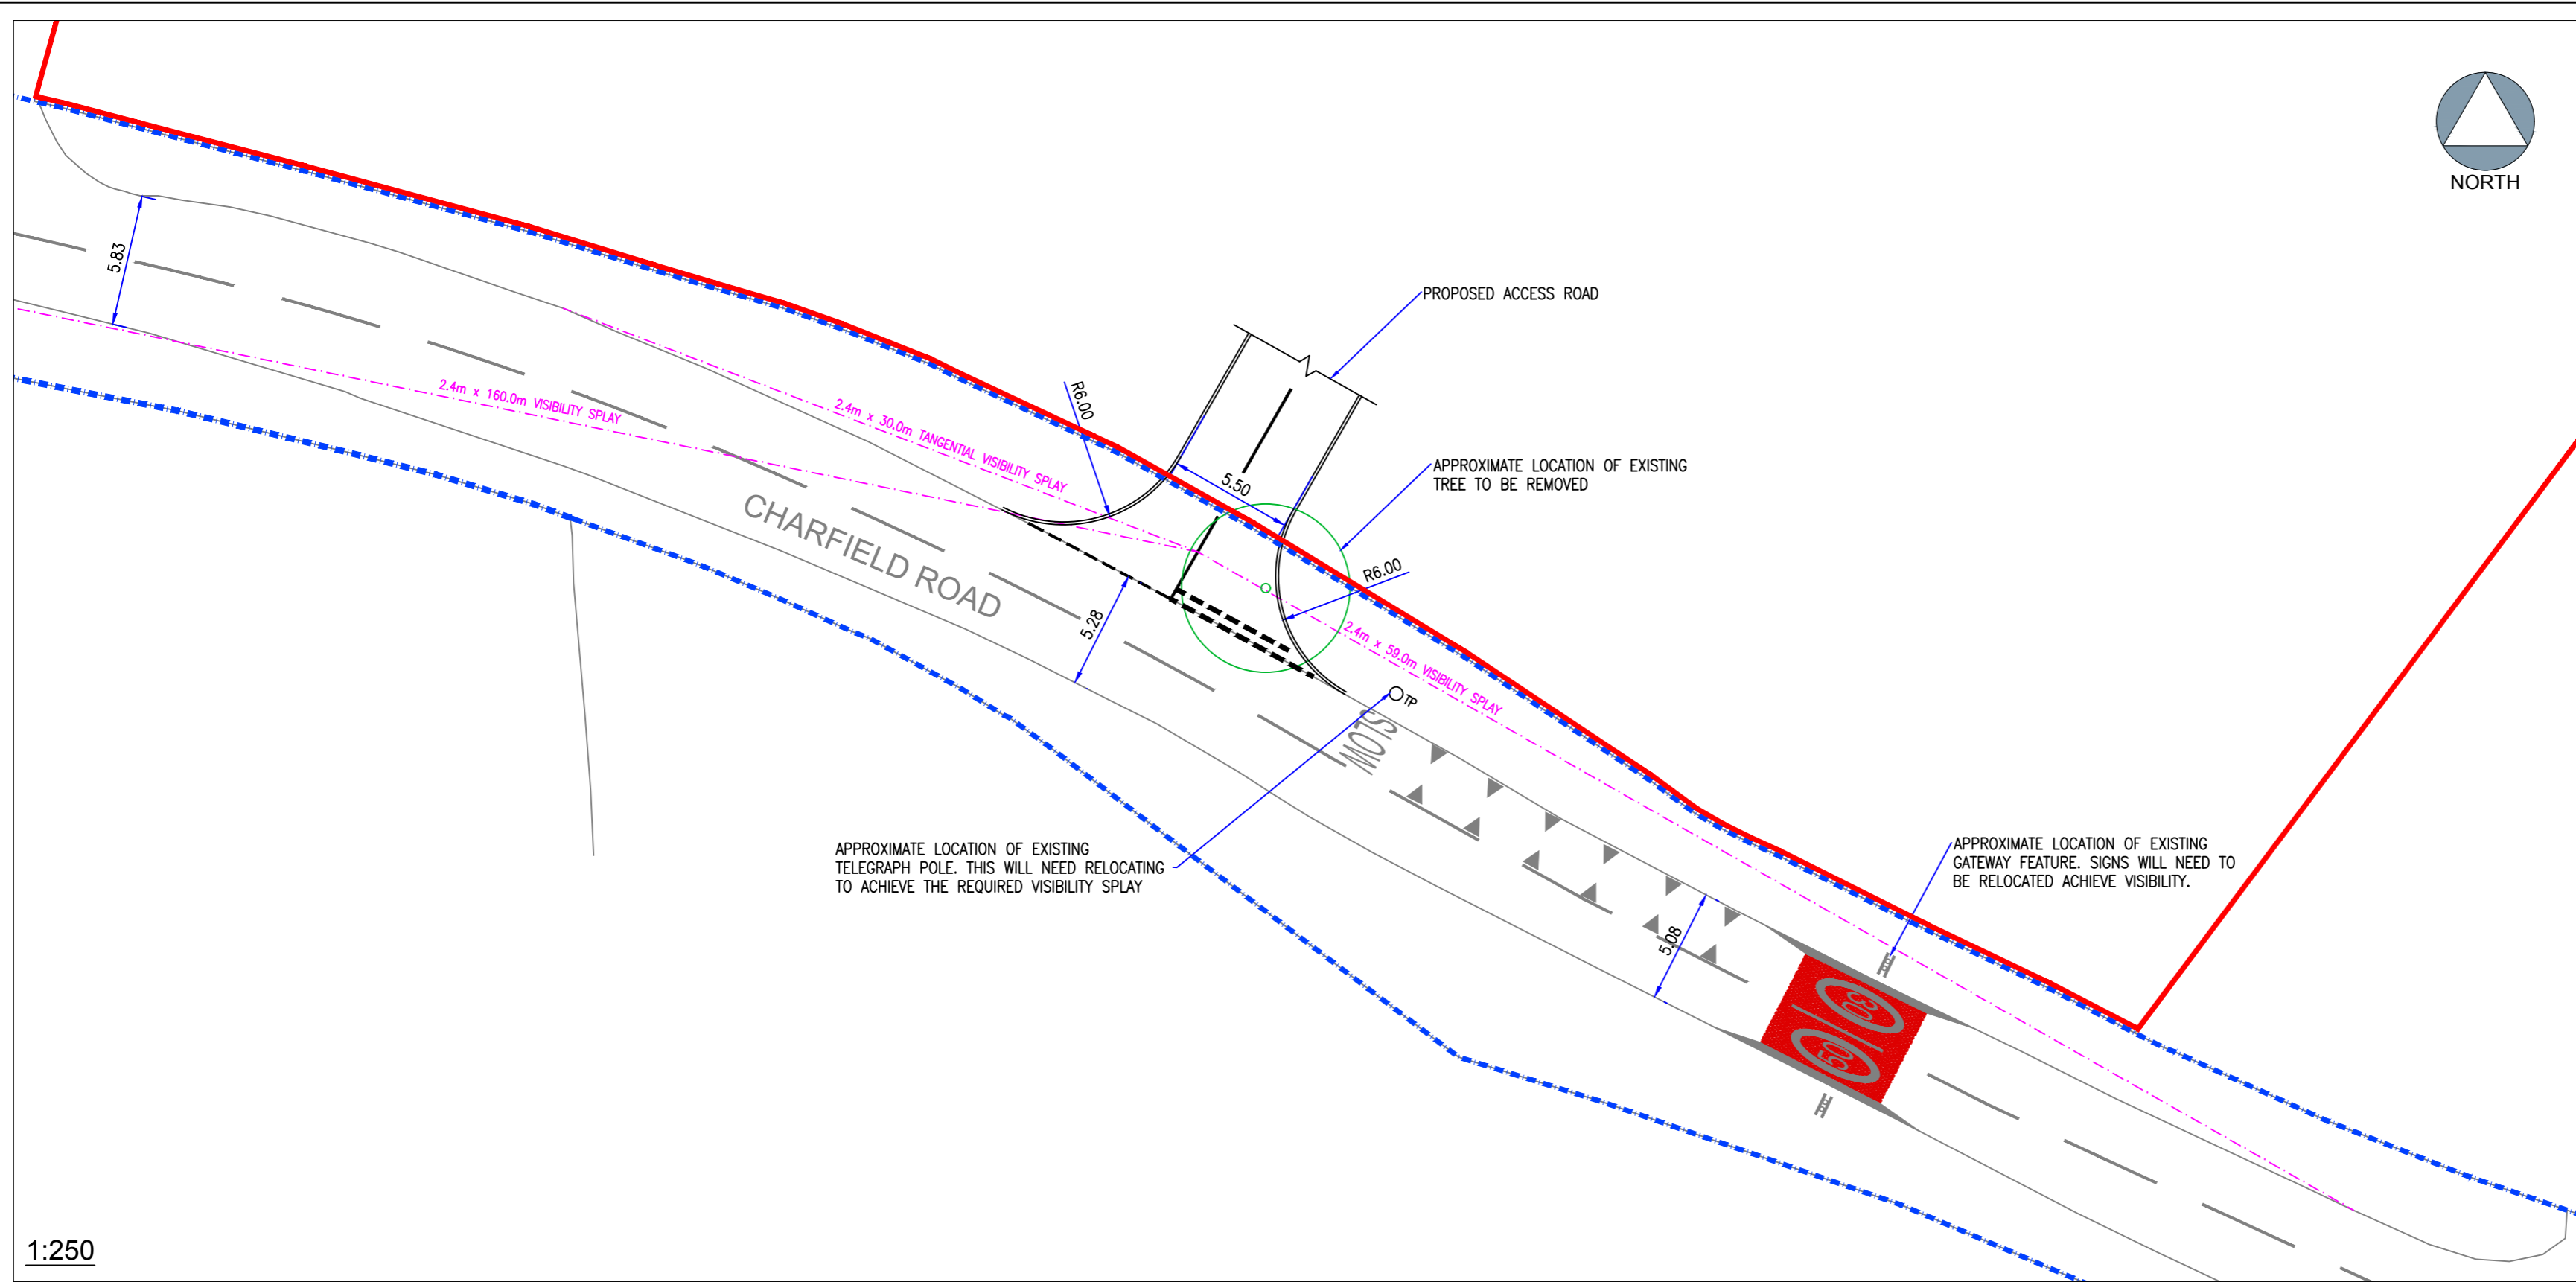 NORTH
5.83
PROPOSED ACCESS ROAD
2.4m x 160.0m VISIBILITY SPLAY
R6.00
2.4m x 30.0m TANGENTIAL VISIBILITY SPLAY
5.50
APPROXIMATE LOCATION OF EXISTING
TREE TO BE REMOVED
CHARFIELD ROAD
R6.00
5.28
2.4m x 59.0m VISIBILITY SPLAY
TP
SLOW
APPROXIMATE LOCATION OF EXISTING
TELEGRAPH POLE. THIS WILL NEED RELOCATING
TO ACHIEVE THE REQUIRED VISIBILITY SPLAY
APPROXIMATE LOCATION OF EXISTING
GATEWAY FEATURE. SIGNS WILL NEED TO
BE RELOCATED ACHIEVE VISIBILITY.
5.08
30
50
1:250